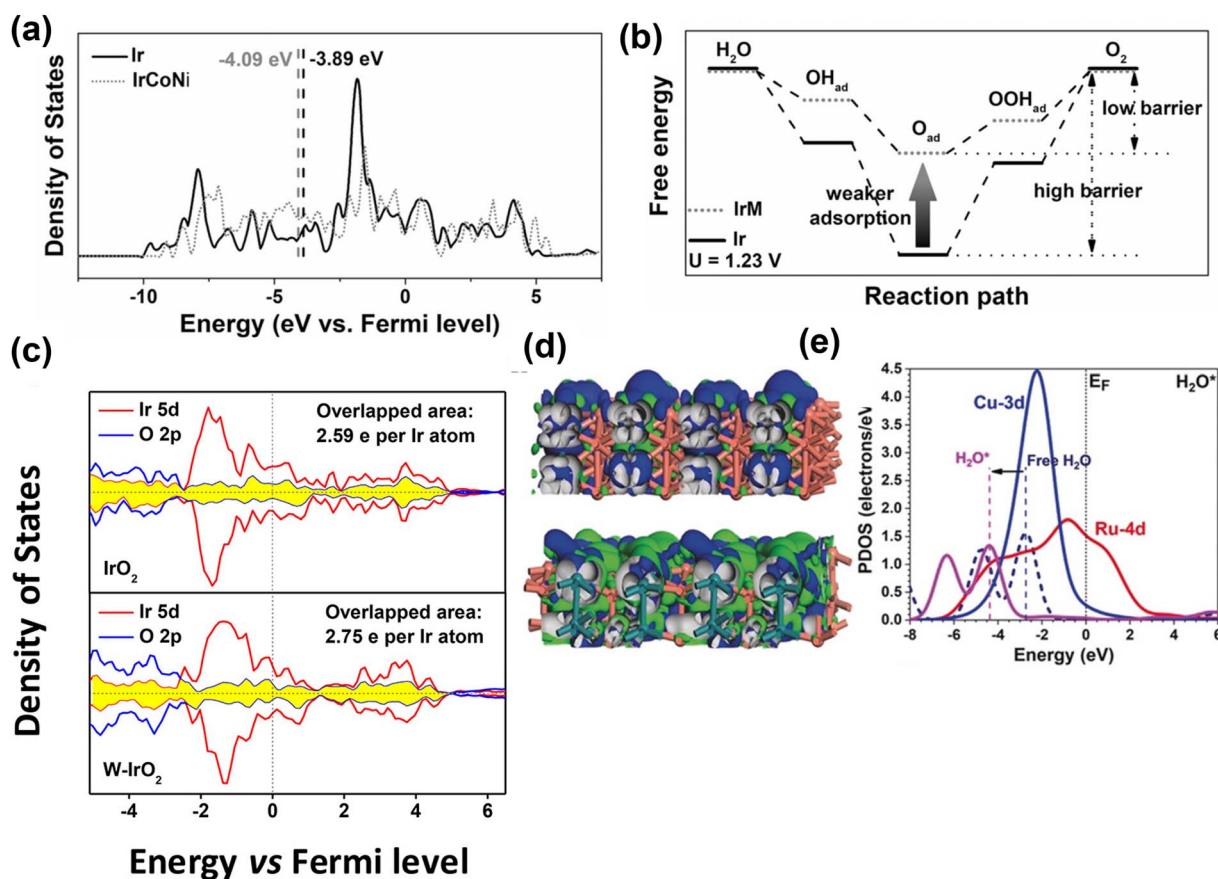 (a)
Ir
IrCoNi
-4.09 eV
-3.89 eV
Density of States
-10
-5
0
5
Energy (eV vs. Fermi level)
(b)
H₂O
OHad
Oad
OOHad
O₂
low barrier
high barrier
weaker
adsorption
IrM
Ir
U = 1.23 V
Free energy
Reaction path
(c)
Ir 5d
O 2p
Overlapped area:
2.59 e per Ir atom
IrO₂
Ir 5d
O 2p
Overlapped area:
2.75 e per Ir atom
W-IrO₂
Density of States
-4
-2
0
2
4
6
Energy vs Fermi level
(d)
(e)
4.5
4.0
3.5
3.0
2.5
2.0
1.5
1.0
0.5
0.0
PDOS (electrons/eV)
EF
H₂O*
Cu-3d
H₂O*
Free H₂O
Ru-4d
-8
-6
-4
-2
0
2
4
6
Energy (eV)